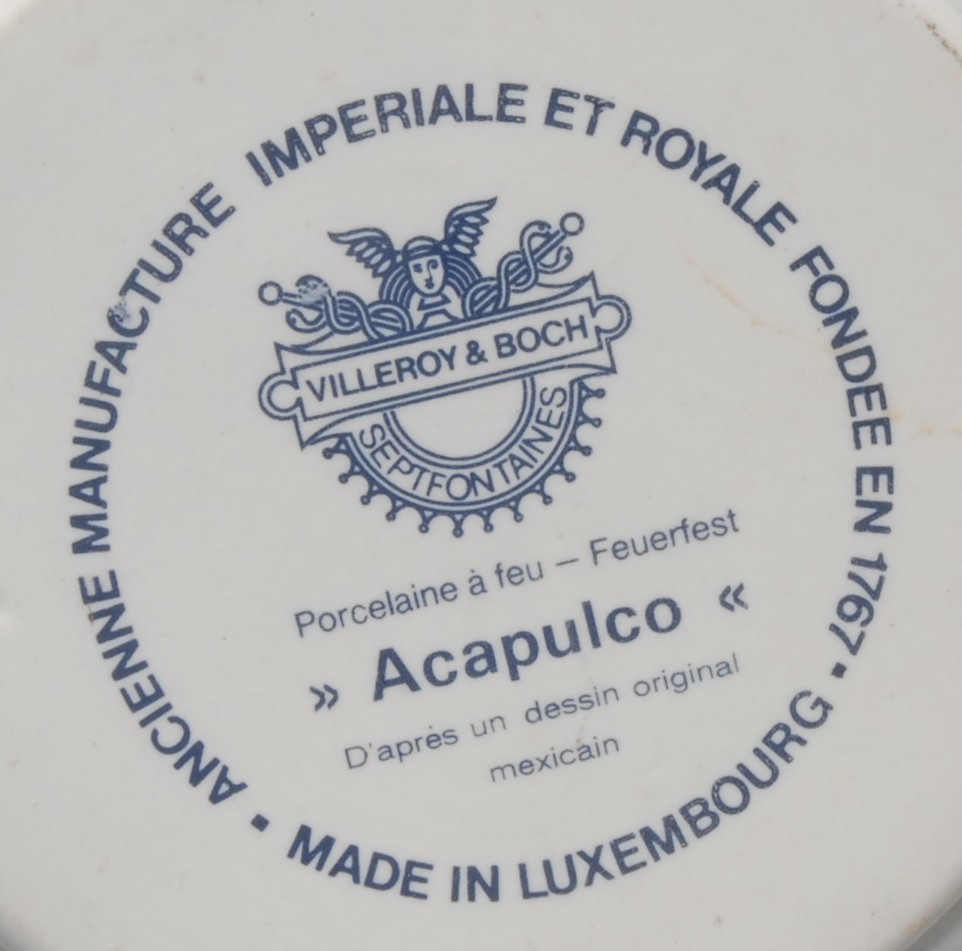 ANCIENNE MANUFACTURE IMPERIALE ET ROYALE FONDEE EN 1767 •
MADE IN LUXEMBOURG •
VILLEROY & BOCH
SEPTFONTAINES
Porcelaine à feu – Feuerfest
» Acapulco «
D'après un dessin original
mexicain